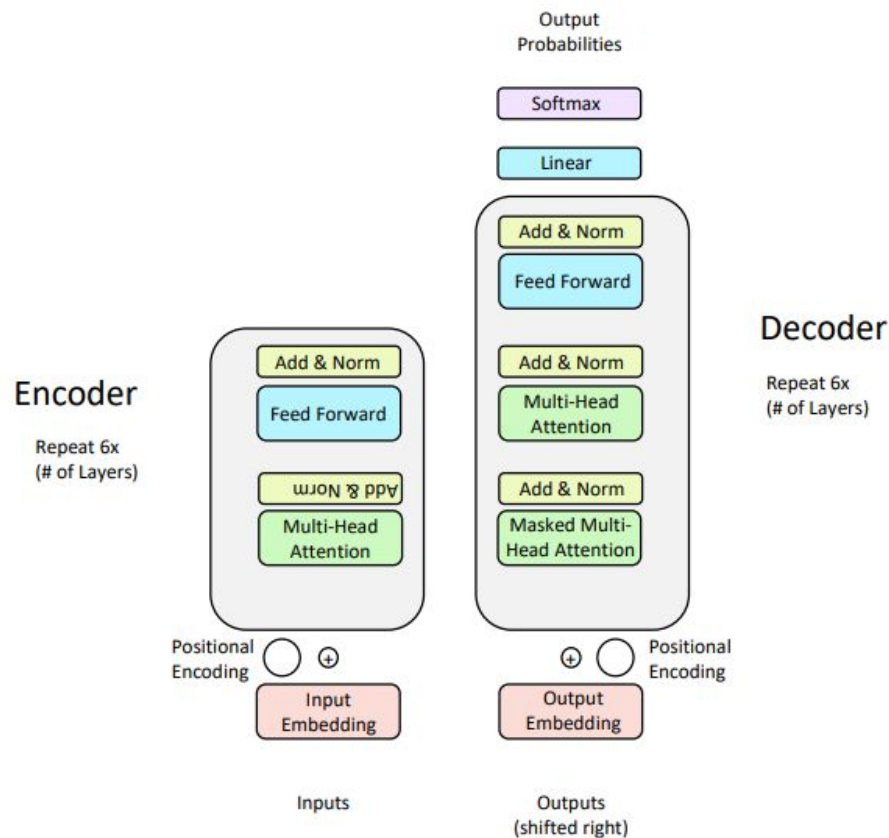 Output
Probabilities
Softmax
Linear
Add & Norm
Feed Forward
Add & Norm
Multi-Head
Attention
Add & Norm
Masked Multi-
Head Attention
Decoder
Repeat 6x
(# of Layers)
Encoder
Repeat 6x
(# of Layers)
Add & Norm
Feed Forward
Add & Norm
Multi-Head
Attention
Positional
Encoding
+
Input
Embedding
Inputs
+
Positional
Encoding
Output
Embedding
Outputs
(shifted right)